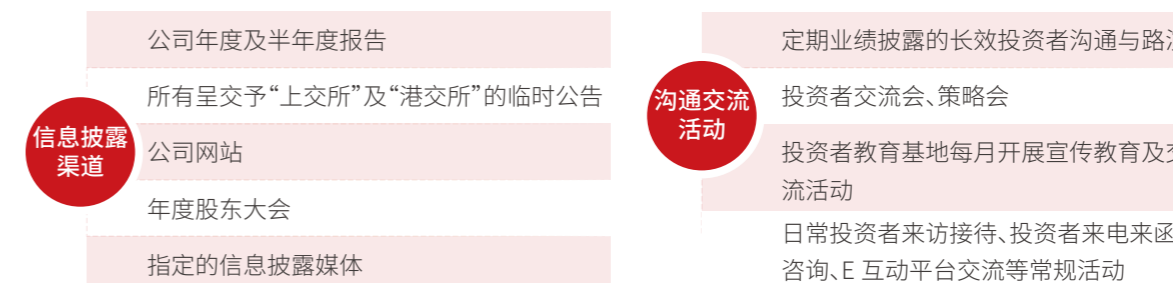 信息披露
渠道
公司年度及半年度报告
所有呈交予“上交所”及“港交所”的临时公告
公司网站
年度股东大会
指定的信息披露媒体
沟通交流
活动
定期业绩披露的长效投资者沟通与路
投资者交流会、策略会
投资者教育基地每月开展宣传教育及
流活动
日常投资者来访接待、投资者来电来函
咨询、E 互动平台交流等常规活动